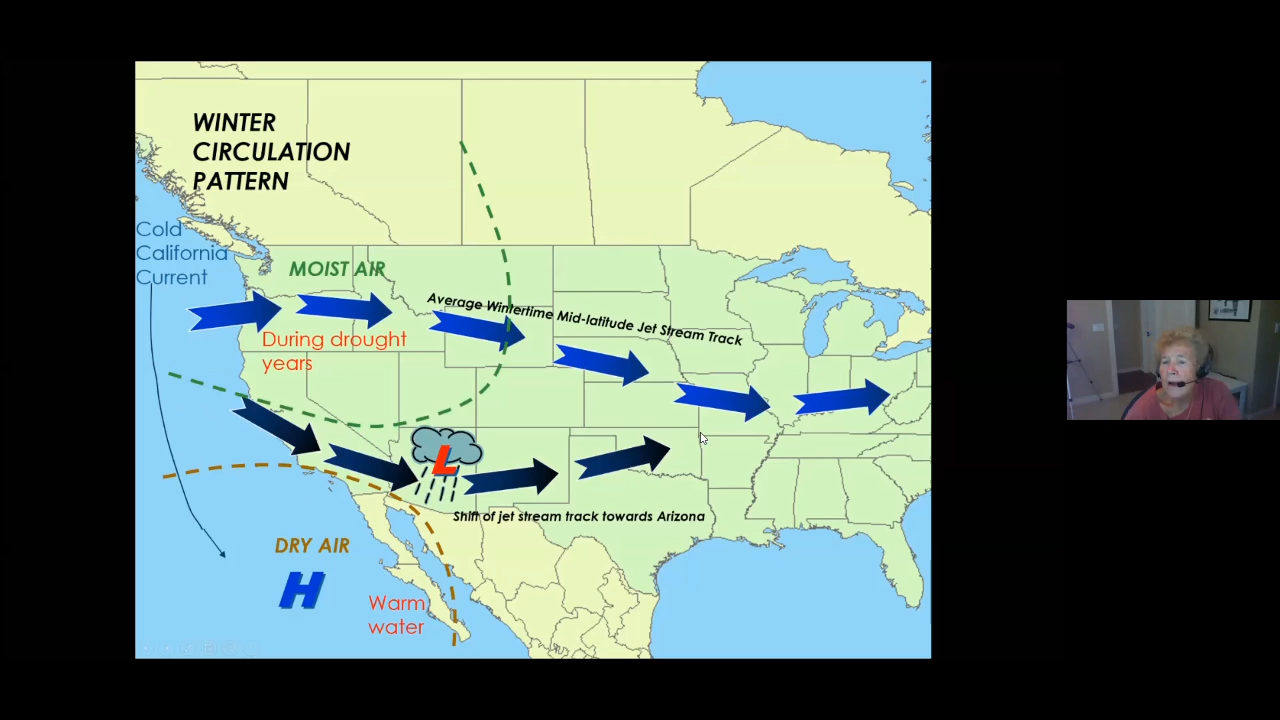 WINTER
CIRCULATION
PATTERN
Cold
California
Current
MOIST AIR
Average Wintertime Mid-latitude Jet Stream Track
During drought
years
L
Shift of jet stream track towards Arizona
DRY AIR
H
Warm
water